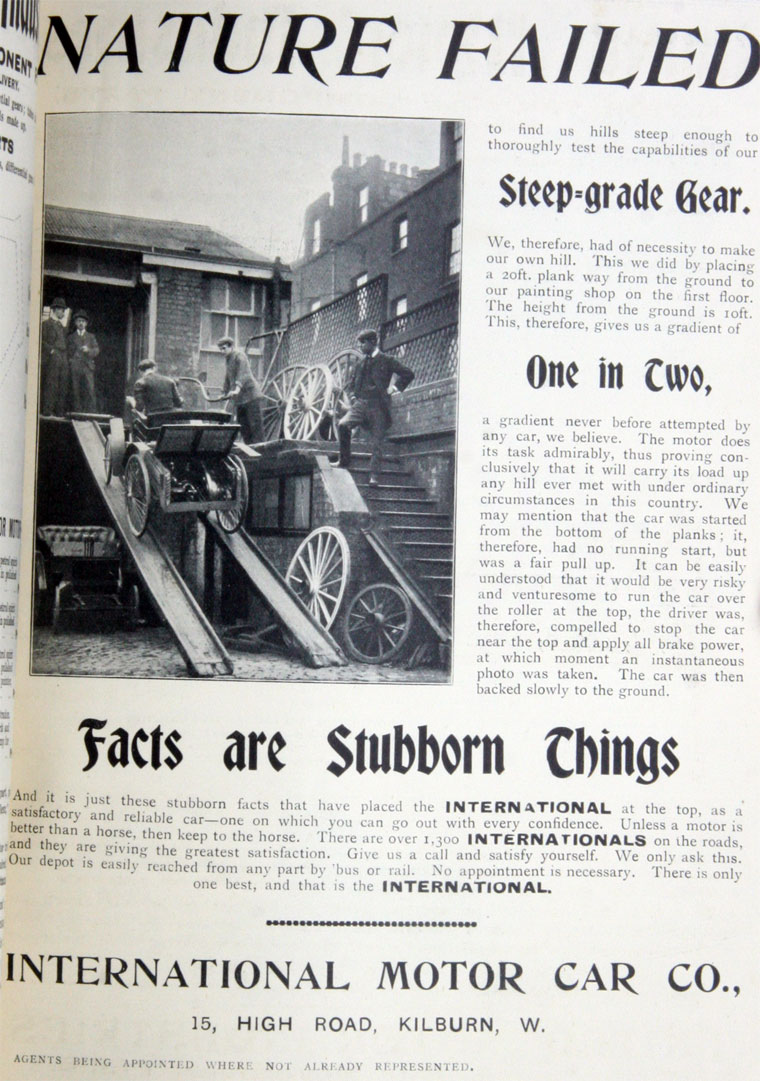 NATURE FAILED
to find us hills steep enough to
thoroughly test the capabilities of our
Steep-grade Gear.
We, therefore, had of necessity to make
our own hill. This we did by placing
a 20ft. plank way from the ground to
our painting shop on the first floor.
The height from the ground is 10ft.
This, therefore, gives us a gradient of
One in Two,
a gradient never before attempted by
any car, we believe. The motor does
its task admirably, thus proving con-
clusively that it will carry its load up
any hill ever met with under ordinary
circumstances in this country. We
may mention that the car was started
from the bottom of the planks; it,
therefore, had no running start, but
was a fair pull up. It can be easily
understood that it would be very risky
and venturesome to run the car over
the roller at the top, the driver was,
therefore, compelled to stop the car
near the top and apply all brake power,
at which moment an instantaneous
photo was taken. The car was then
backed slowly to the ground.
Facts are Stubborn Things
And it is just these stubborn facts that have placed the INTERNATIONAL at the top, as a
satisfactory and reliable car—one on which you can go out with every confidence. Unless a motor is
better than a horse, then keep to the horse. There are over 1,300 INTERNATIONALS on the roads,
and they are giving the greatest satisfaction. Give us a call and satisfy yourself. We only ask this.
Our depot is easily reached from any part by 'bus or rail. No appointment is necessary. There is only
one best, and that is the INTERNATIONAL.
INTERNATIONAL MOTOR CAR CO.,
15, HIGH ROAD, KILBURN, W.
AGENTS BEING APPOINTED WHERE NOT ALREADY REPRESENTED.